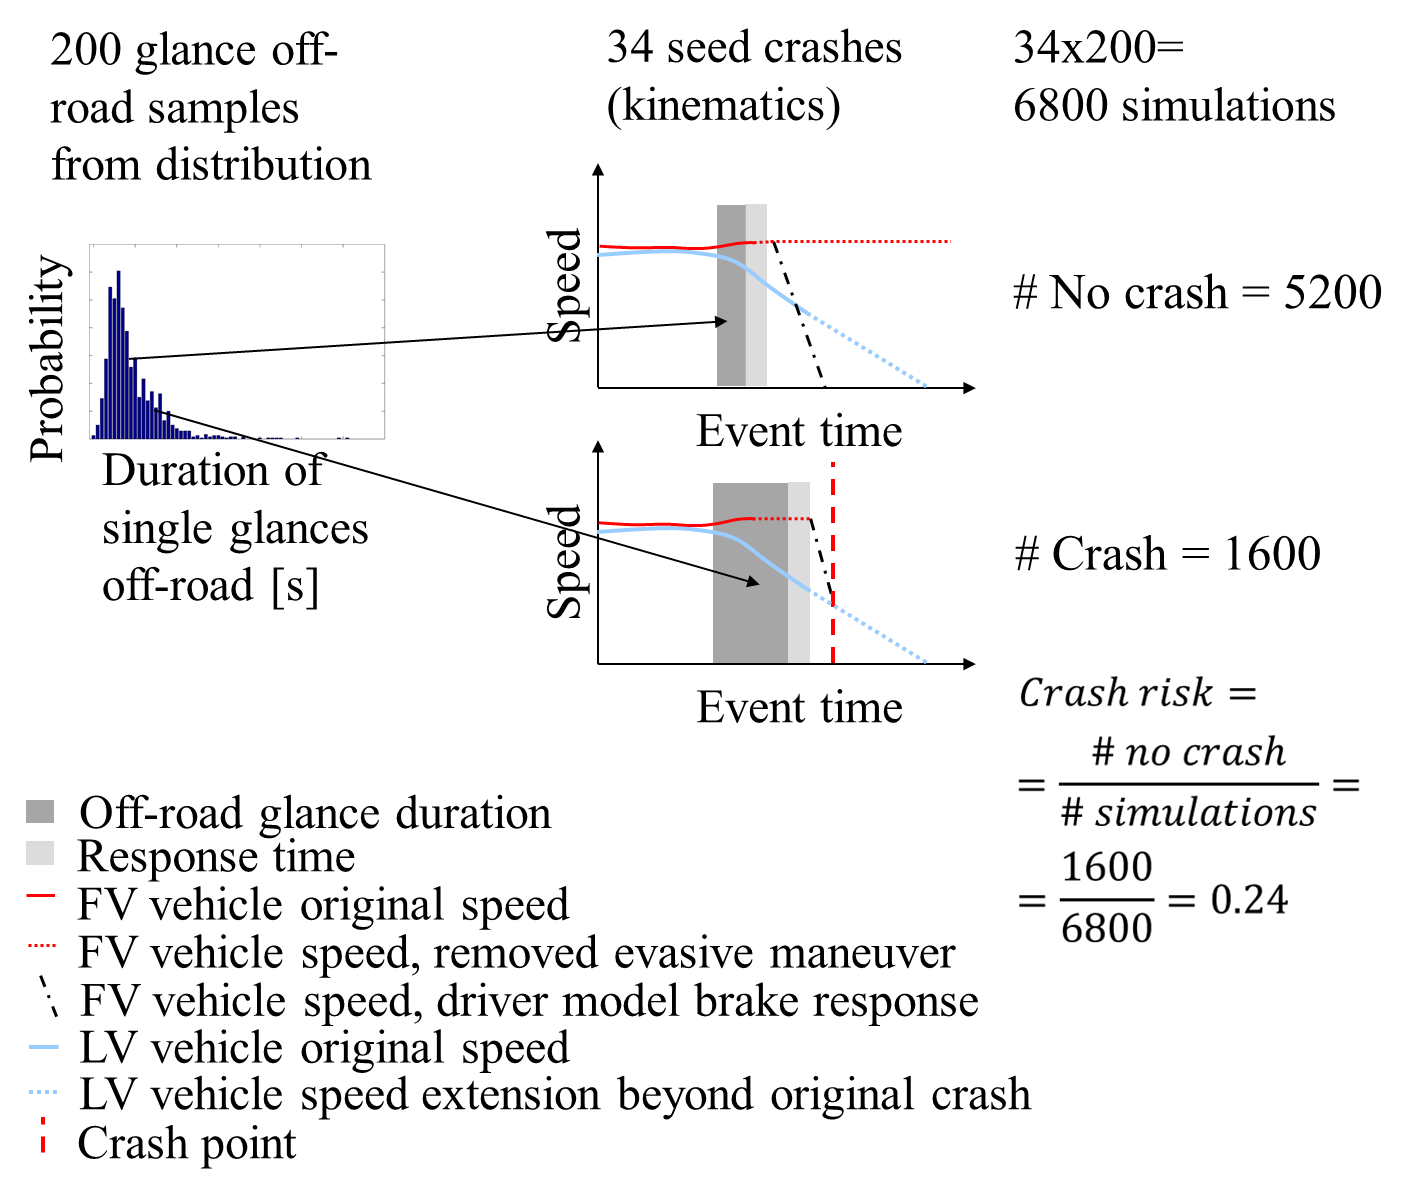 200 glance off-
road samples
from distribution
34 seed crashes
(kinematics)
34x200=
6800 simulations
Probability
Duration of
single glances
off-road [s]
Speed
Event time
# No crash = 5200
Speed
Event time
# Crash = 1600
Crash risk =
= # no crash / # simulations =
= 1600 / 6800 = 0.24
Off-road glance duration
Response time
FV vehicle original speed
FV vehicle speed, removed evasive maneuver
FV vehicle speed, driver model brake response
LV vehicle original speed
LV vehicle speed extension beyond original crash
Crash point